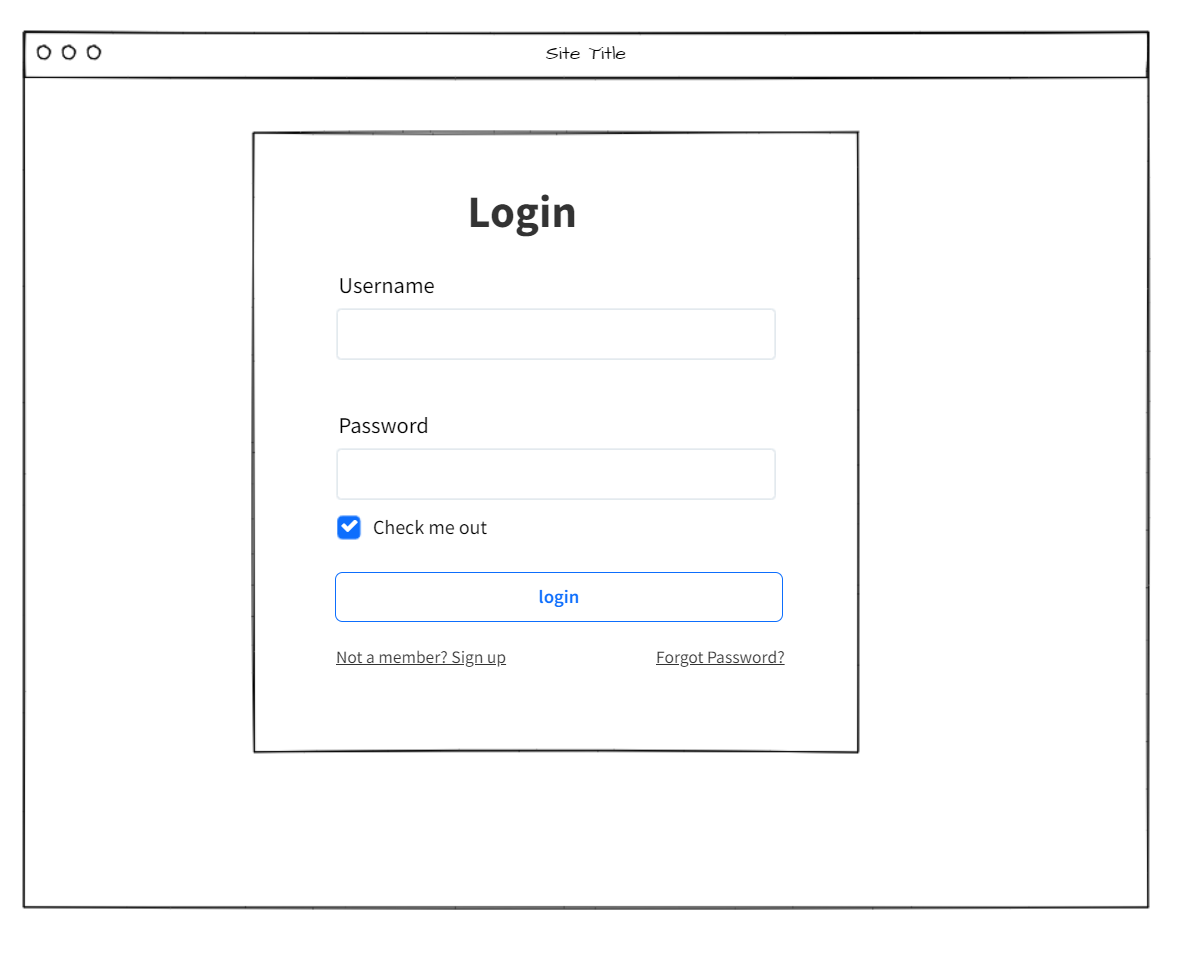 Site Title
Login
Username
Password
Check me out
login
Not a member? Sign up
Forgot Password?